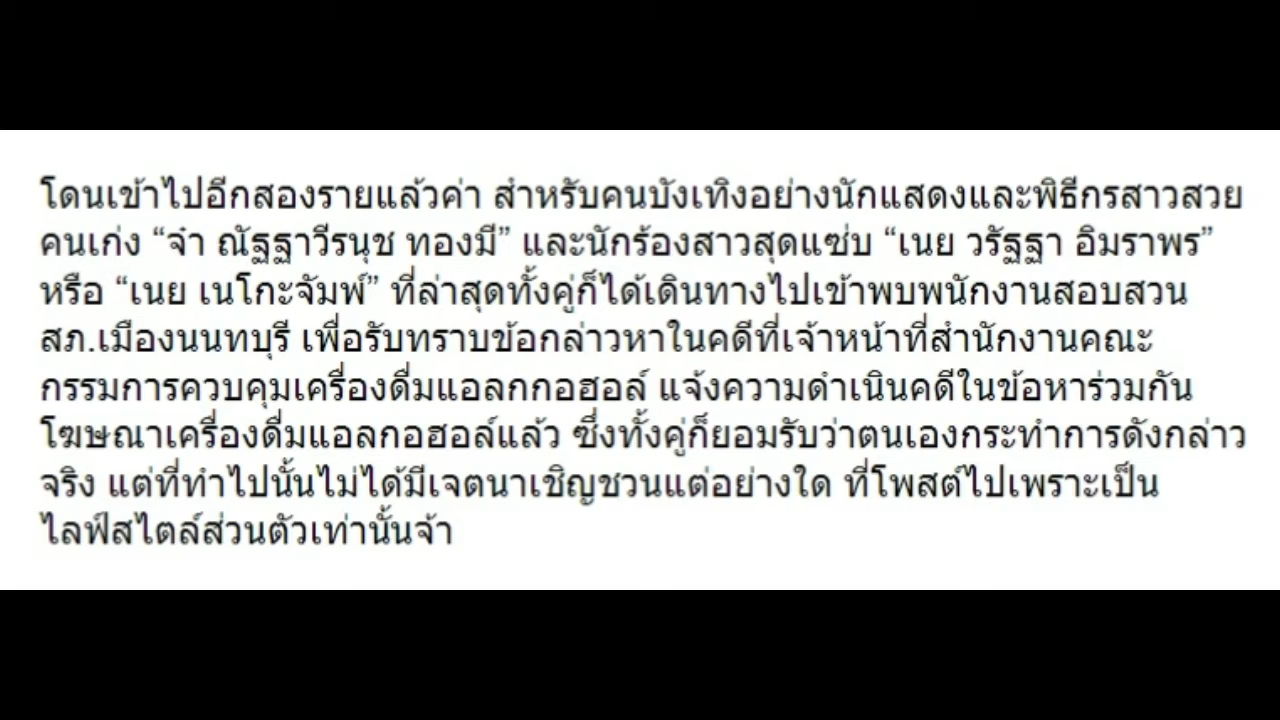 โดนเข้าไปอีกสองรายแล้วค่า สำหรับคนบังเทิงอย่างนักแสดงและพิธีกรสาวสวย
คนเก่ง “จำ ณัฐฐาวีรนุช ทองมี” และนักร้องสาวสุดแซ่บ “เนย วรัฐฐา อิมราพร”
หรือ “เนย เนโกะจัมพ์” ที่ล่าสุดทั้งคู่ก็ได้เดินทางไปเข้าพบพนักงานสอบสวน
สภ.เมืองนนทบุรี เพื่อรับทราบข้อกล่าวหาในคดีที่เจ้าหน้าที่สำนักงานคณะ
กรรมการควบคุมเครื่องดื่มแอลกกอฮอล์ แจ้งความดำเนินคดีในข้อหาร่วมกัน
โฆษณาเครื่องดื่มแอลกอฮอล์แล้ว ซึ่งทั้งคู่ก็ยอมรับว่าตนเองกระทำการดังกล่าว
จริง แต่ที่ทำไปนั้นไม่ได้มีเจตนาเชิญชวนแต่อย่างใด ที่โพสต์ไปเพราะเป็น
ไลฟ์สไตล์ส่วนตัวเท่านั้นจ้า